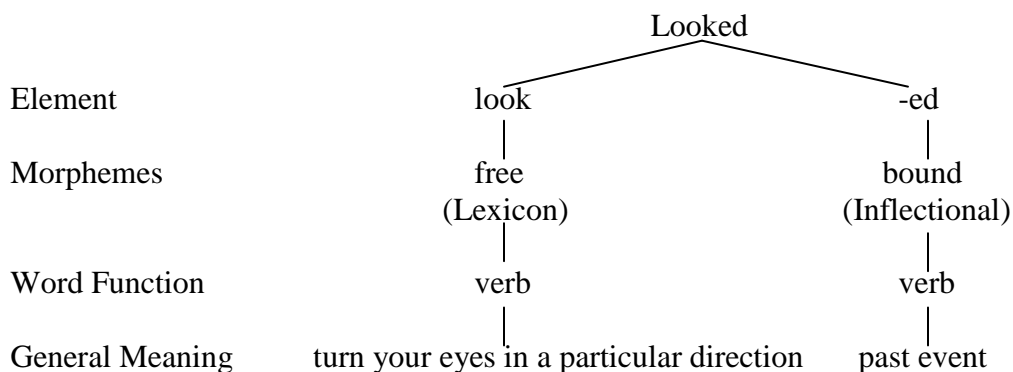 Looked
Element look -ed
Morphemes free bound
(Lexicon) (Inflectional)
Word Function verb verb
General Meaning turn your eyes in a particular direction past event